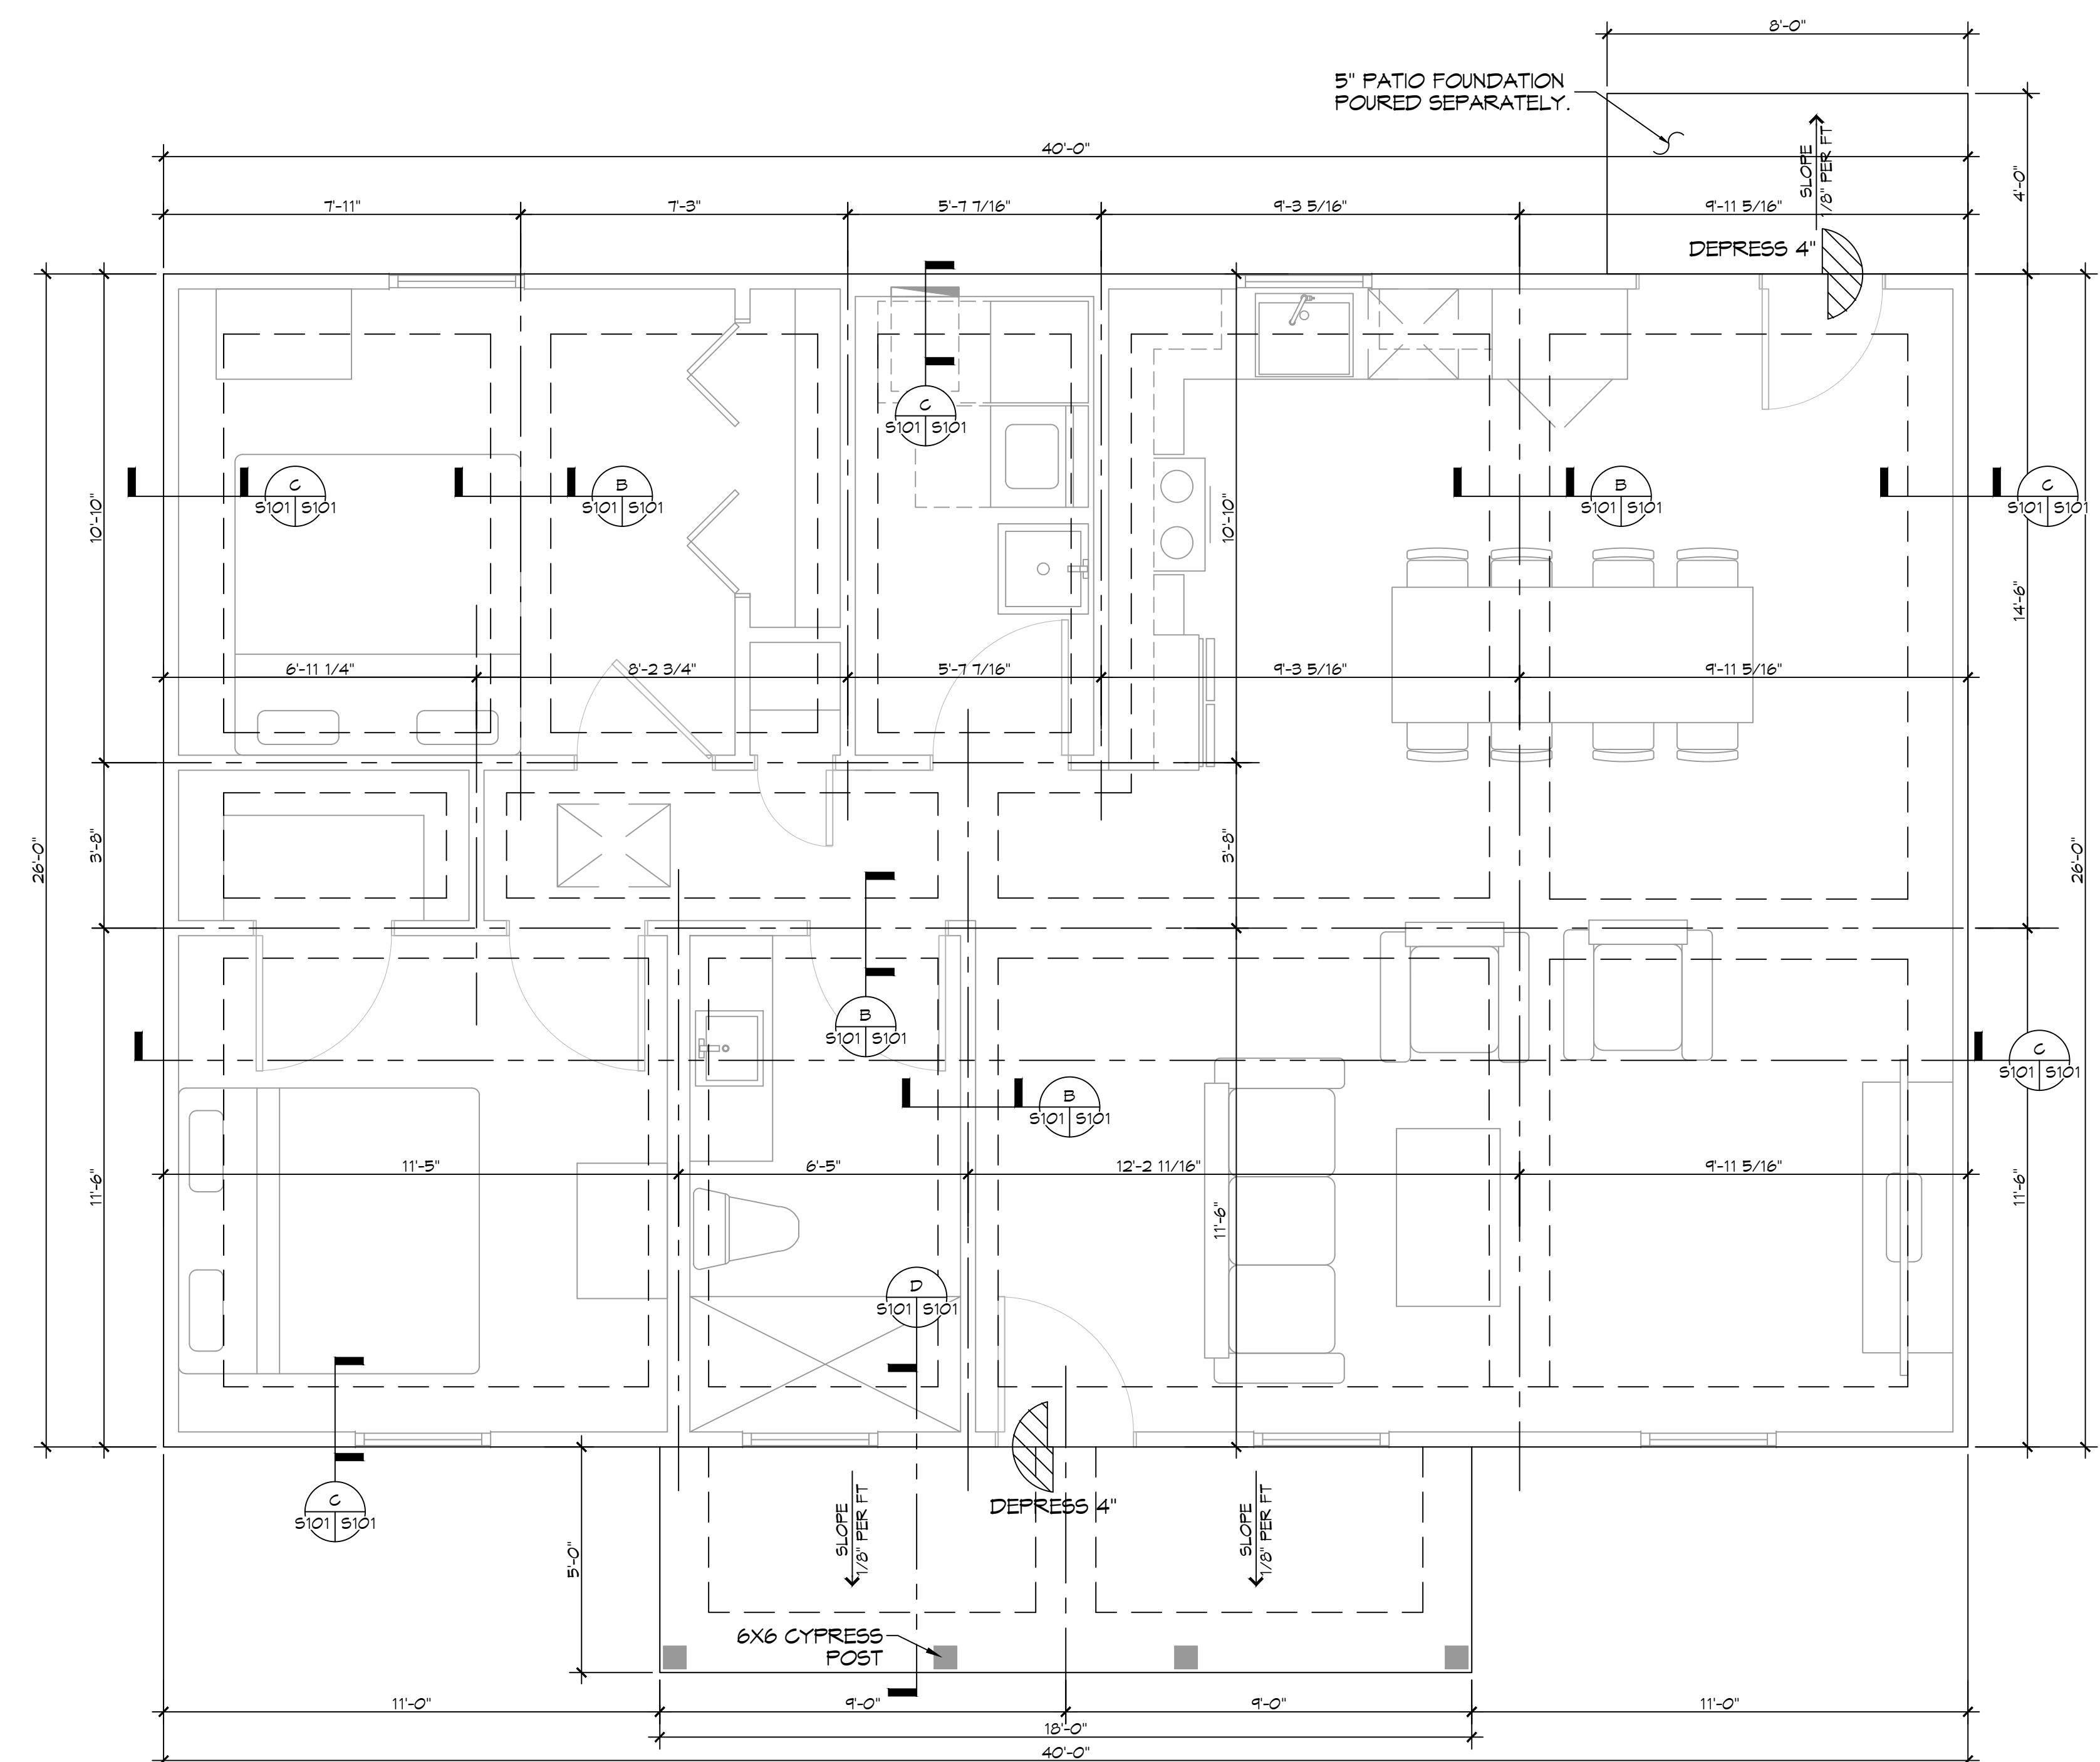 8'-0"
5" PATIO FOUNDATION
POURED SEPARATELY.
SLOPE
1/8" PER FT
4'-0"
40'-0"
7'-11"
7'-3"
5'-7 7/16"
9'-3 5/16"
9'-11 5/16"
DEPRESS 4"
C
S101 S101
C
S101 S101
B
S101 S101
B
S101 S101
C
S101 S101
10'-10"
10'-10"
14'-6"
6'-11 1/4"
8'-2 3/4"
5'-7 7/16"
9'-3 5/16"
9'-11 5/16"
26'-0"
3'-8"
3'-8"
26'-0"
B
S101 S101
C
S101 S101
B
S101 S101
11'-5"
6'-5"
12'-2 11/16"
9'-11 5/16"
11'-6"
11'-6"
11'-6"
D
S101 S101
C
S101 S101
DEPRESS 4"
5'-0"
SLOPE
1/8" PER FT
SLOPE
1/8" PER FT
6X6 CYPRESS
POST
11'-0"
9'-0"
9'-0"
11'-0"
18'-0"
40'-0"